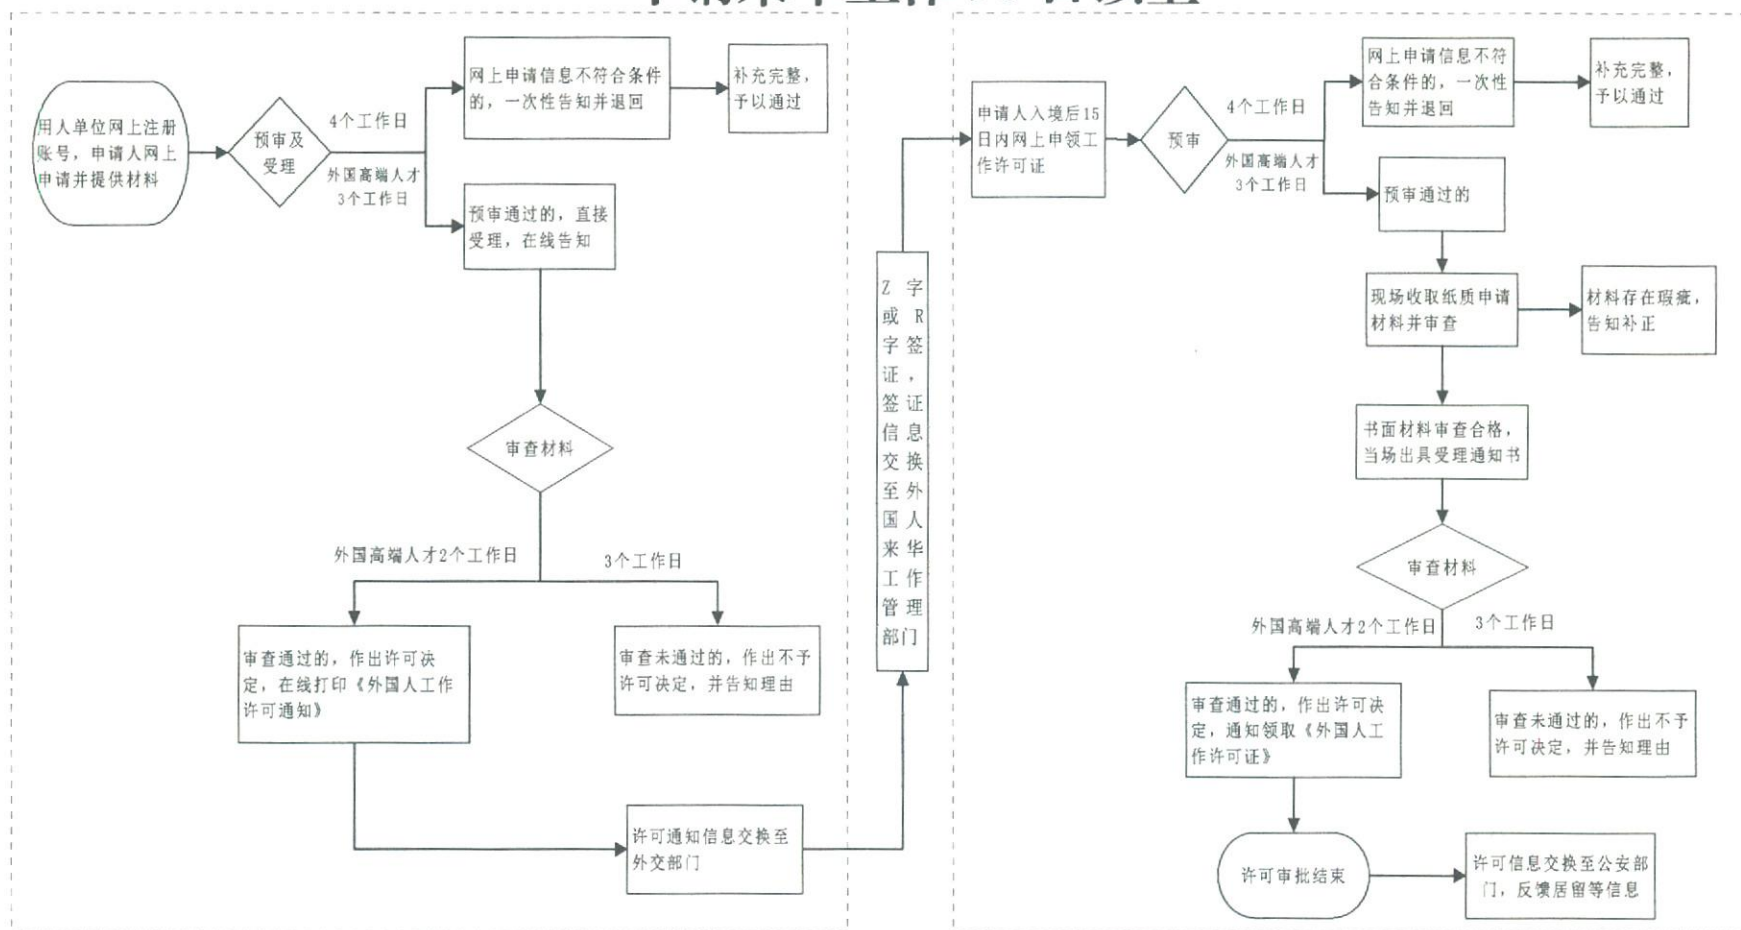 用人单位网上注册
账号，申请人网上
申请并提供材料
预审及
受理
4个工作日
外国高端人才
3个工作日
网上申请信息不符合条件
的，一次性告知并退回
补充完整，
予以通过
预审通过的，直接
受理，在线告知
审查材料
外国高端人才2个工作日
3个工作日
审查通过的，作出许可决
定，在线打印《外国人工作
许可通知》
审查未通过的，作出不予
许可决定，并告知理由
许可通知信息交换至
外交部门
Z字
或R
字签
证，
签证
信息
交换
至外
国人
来华
工作
管理
部门
申请人入境后15
日内网上申领工
作许可证
预审
4个工作日
外国高端人才
3个工作日
网上申请信息不符
合条件的，一次性
告知并退回
补充完整，
予以通过
预审通过的
现场收取纸质申请
材料并审查
材料存在瑕疵，
告知补正
书面材料审查合格，
当场出具受理通知书
审查材料
外国高端人才2个工作日
3个工作日
审查通过的，作出许可决
定，通知领取《外国人工
作许可证》
审查未通过的，作出不予
许可决定，并告知理由
许可审批结束
许可信息交换至公安部
门，反馈居留等信息